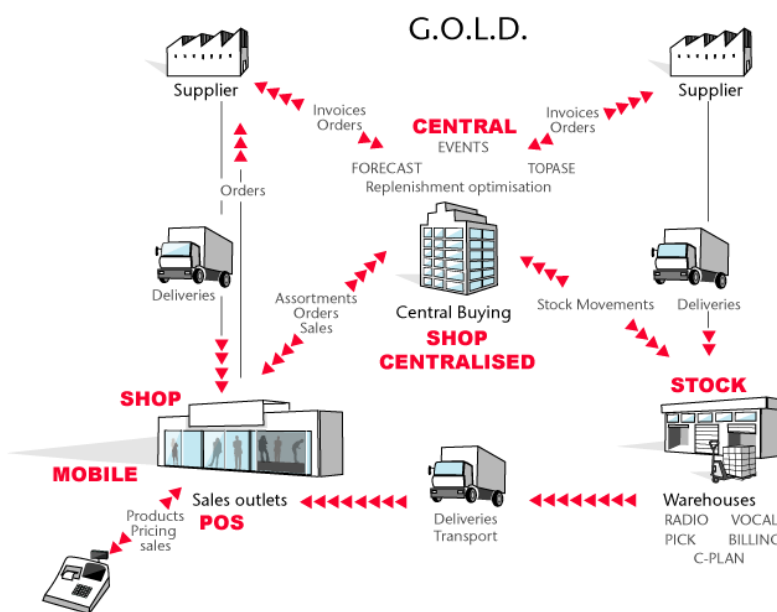 G.O.L.D.
Supplier
Supplier
Invoices
Orders
CENTRAL
EVENTS
Invoices
Orders
FORECAST
TOPASE
Replenishment optimisation
Orders
Deliveries
Assortments
Orders
Sales
Central Buying
SHOP
CENTRALISED
Stock Movements
Deliveries
SHOP
STOCK
MOBILE
Products
Pricing
sales
Sales outlets
POS
Deliveries
Transport
Warehouses
RADIO VOCAL
PICK BILLING
C-PLAN